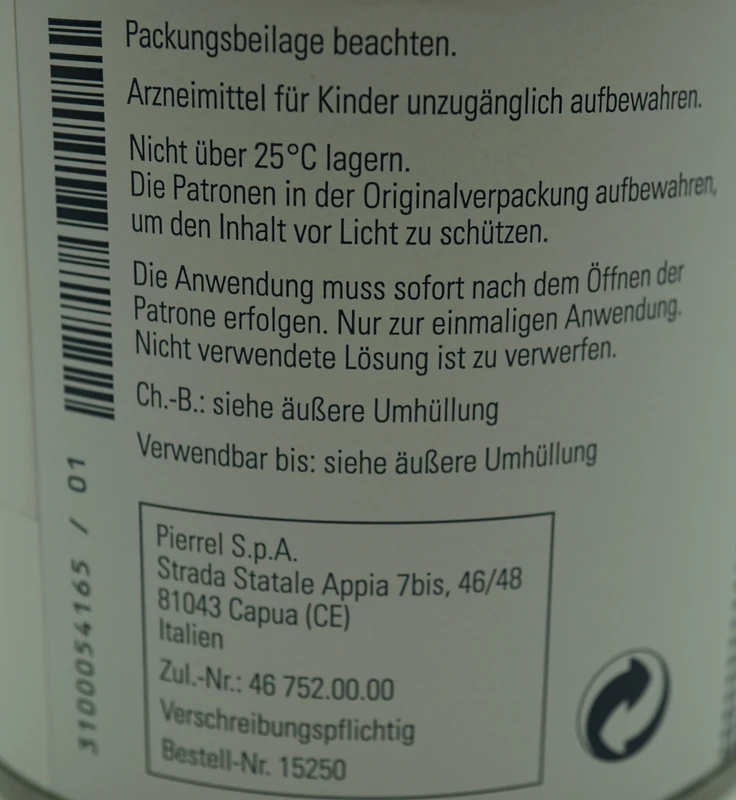 Packungsbeilage beachten.
Arzneimittel für Kinder unzugänglich aufbewahren.
Nicht über 25°C lagern.
Die Patronen in der Originalverpackung aufbewahren,
um den Inhalt vor Licht zu schützen.
Die Anwendung muss sofort nach dem Öffnen der
Patrone erfolgen. Nur zur einmaligen Anwendung.
Nicht verwendete Lösung ist zu verwerfen.
Ch.-B.: siehe äußere Umhüllung
Verwendbar bis: siehe äußere Umhüllung
Pierrel S.p.A.
Strada Statale Appia 7bis, 46/48
81043 Capua (CE)
Italien
Zul.-Nr.: 46 752.00.00
Verschreibungspflichtig
Bestell-Nr. 15250
3100054165 / 01